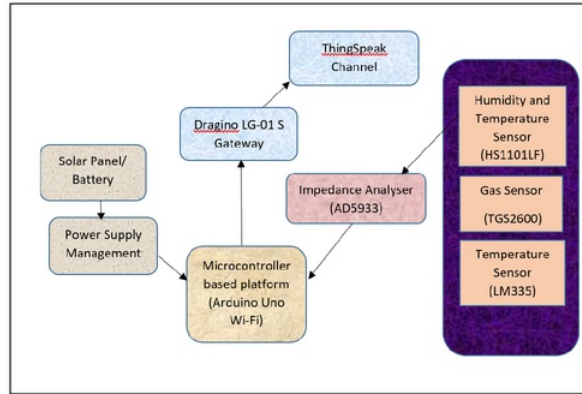 ThingSpeak
Channel
Dragino LG-01 S
Gateway
Solar Panel/
Battery
Power Supply
Management
Impedance Analyser
(AD5933)
Microcontroller
based platform
(Arduino Uno
Wi-Fi)
Humidity and
Temperature
Sensor
(HS1101LF)
Gas Sensor
(TGS2600)
Temperature
Sensor
(LM335)